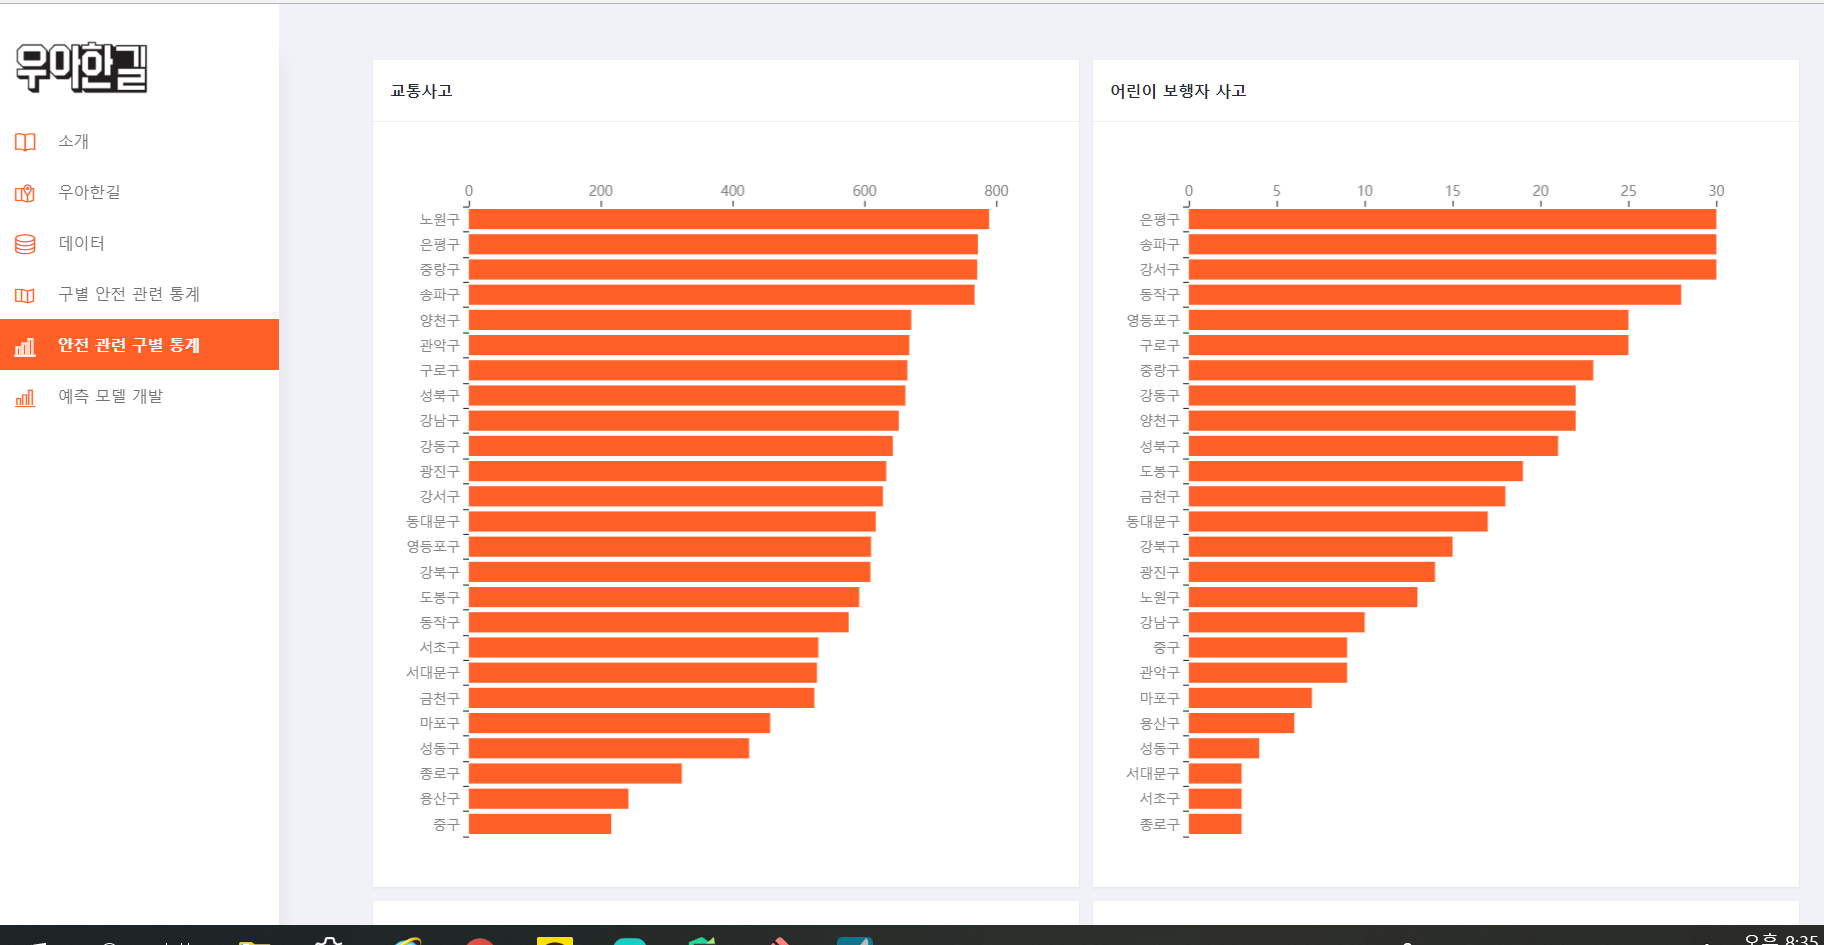 우아한길
소개
우아한길
데이터
구별 안전 관련 통계
안전 관련 구별 통계
예측 모델 개발
교통사고
0 200 400 600 800
노원구
은평구
중랑구
송파구
양천구
관악구
구로구
성북구
강남구
강동구
광진구
강서구
동대문구
영등포구
강북구
도봉구
동작구
서초구
서대문구
금천구
마포구
성동구
종로구
용산구
중구
어린이 보행자 사고
0 5 10 15 20 25 30
은평구
송파구
강서구
동작구
영등포구
구로구
중랑구
강동구
양천구
성북구
도봉구
금천구
동대문구
강북구
광진구
노원구
강남구
중구
관악구
마포구
용산구
성동구
서대문구
서초구
종로구
오후 8:35